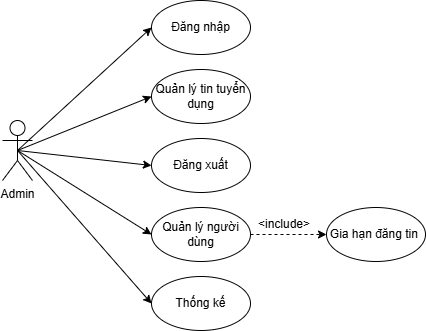 Đăng nhập
Quản lý tin tuyển
dụng
Đăng xuất
Admin
Quản lý người
dùng
<include>
Gia hạn đăng tin
Thống kế